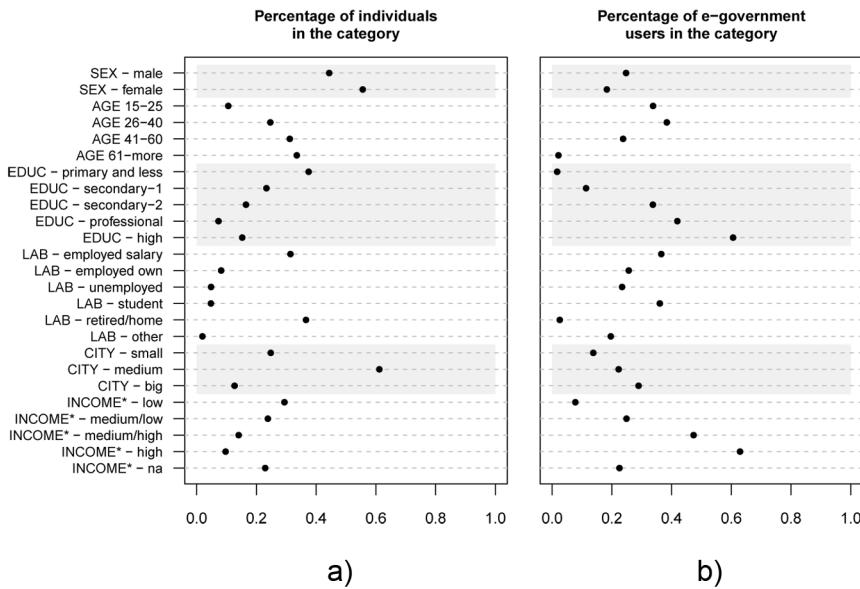 Percentage of individuals
in the category
Percentage of e−government
users in the category
SEX − male
SEX − female
AGE 15−25
AGE 26−40
AGE 41−60
AGE 61−more
EDUC − primary and less
EDUC − secondary−1
EDUC − secondary−2
EDUC − professional
EDUC − high
LAB − employed salary
LAB − employed own
LAB − unemployed
LAB − student
LAB − retired/home
LAB − other
CITY − small
CITY − medium
CITY − big
INCOME* − low
INCOME* − medium/low
INCOME* − medium/high
INCOME* − high
INCOME* − na
0.0 0.2 0.4 0.6 0.8 1.0
0.0 0.2 0.4 0.6 0.8 1.0
a)
b)